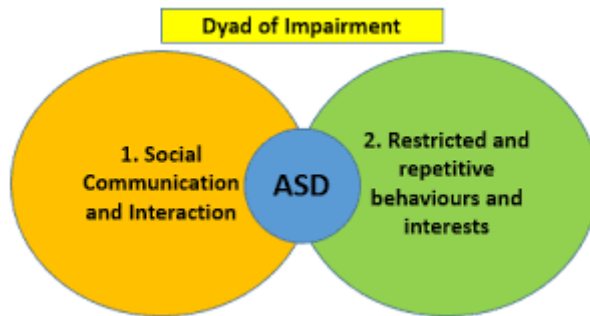 Dyad of Impairment
1. Social
Communication
and Interaction
ASD
2. Restricted and
repetitive
behaviours and
interests